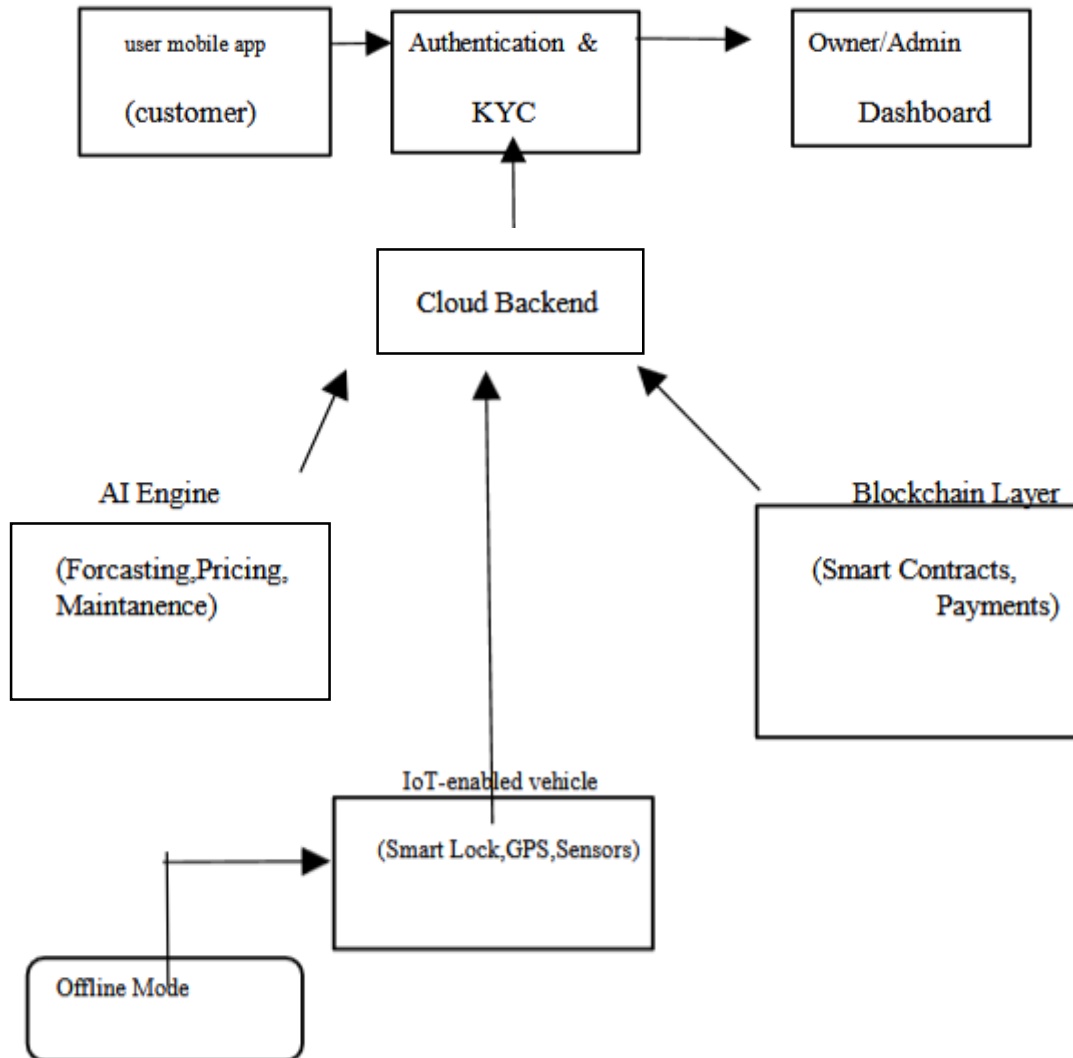 user mobile app
(customer)
Authentication &
KYC
Owner/Admin
Dashboard
Cloud Backend
AI Engine
(Forcasting,Pricing,
Maintanence)
Blockchain Layer
(Smart Contracts,
Payments)
IoT-enabled vehicle
(Smart Lock,GPS,Sensors)
Offline Mode